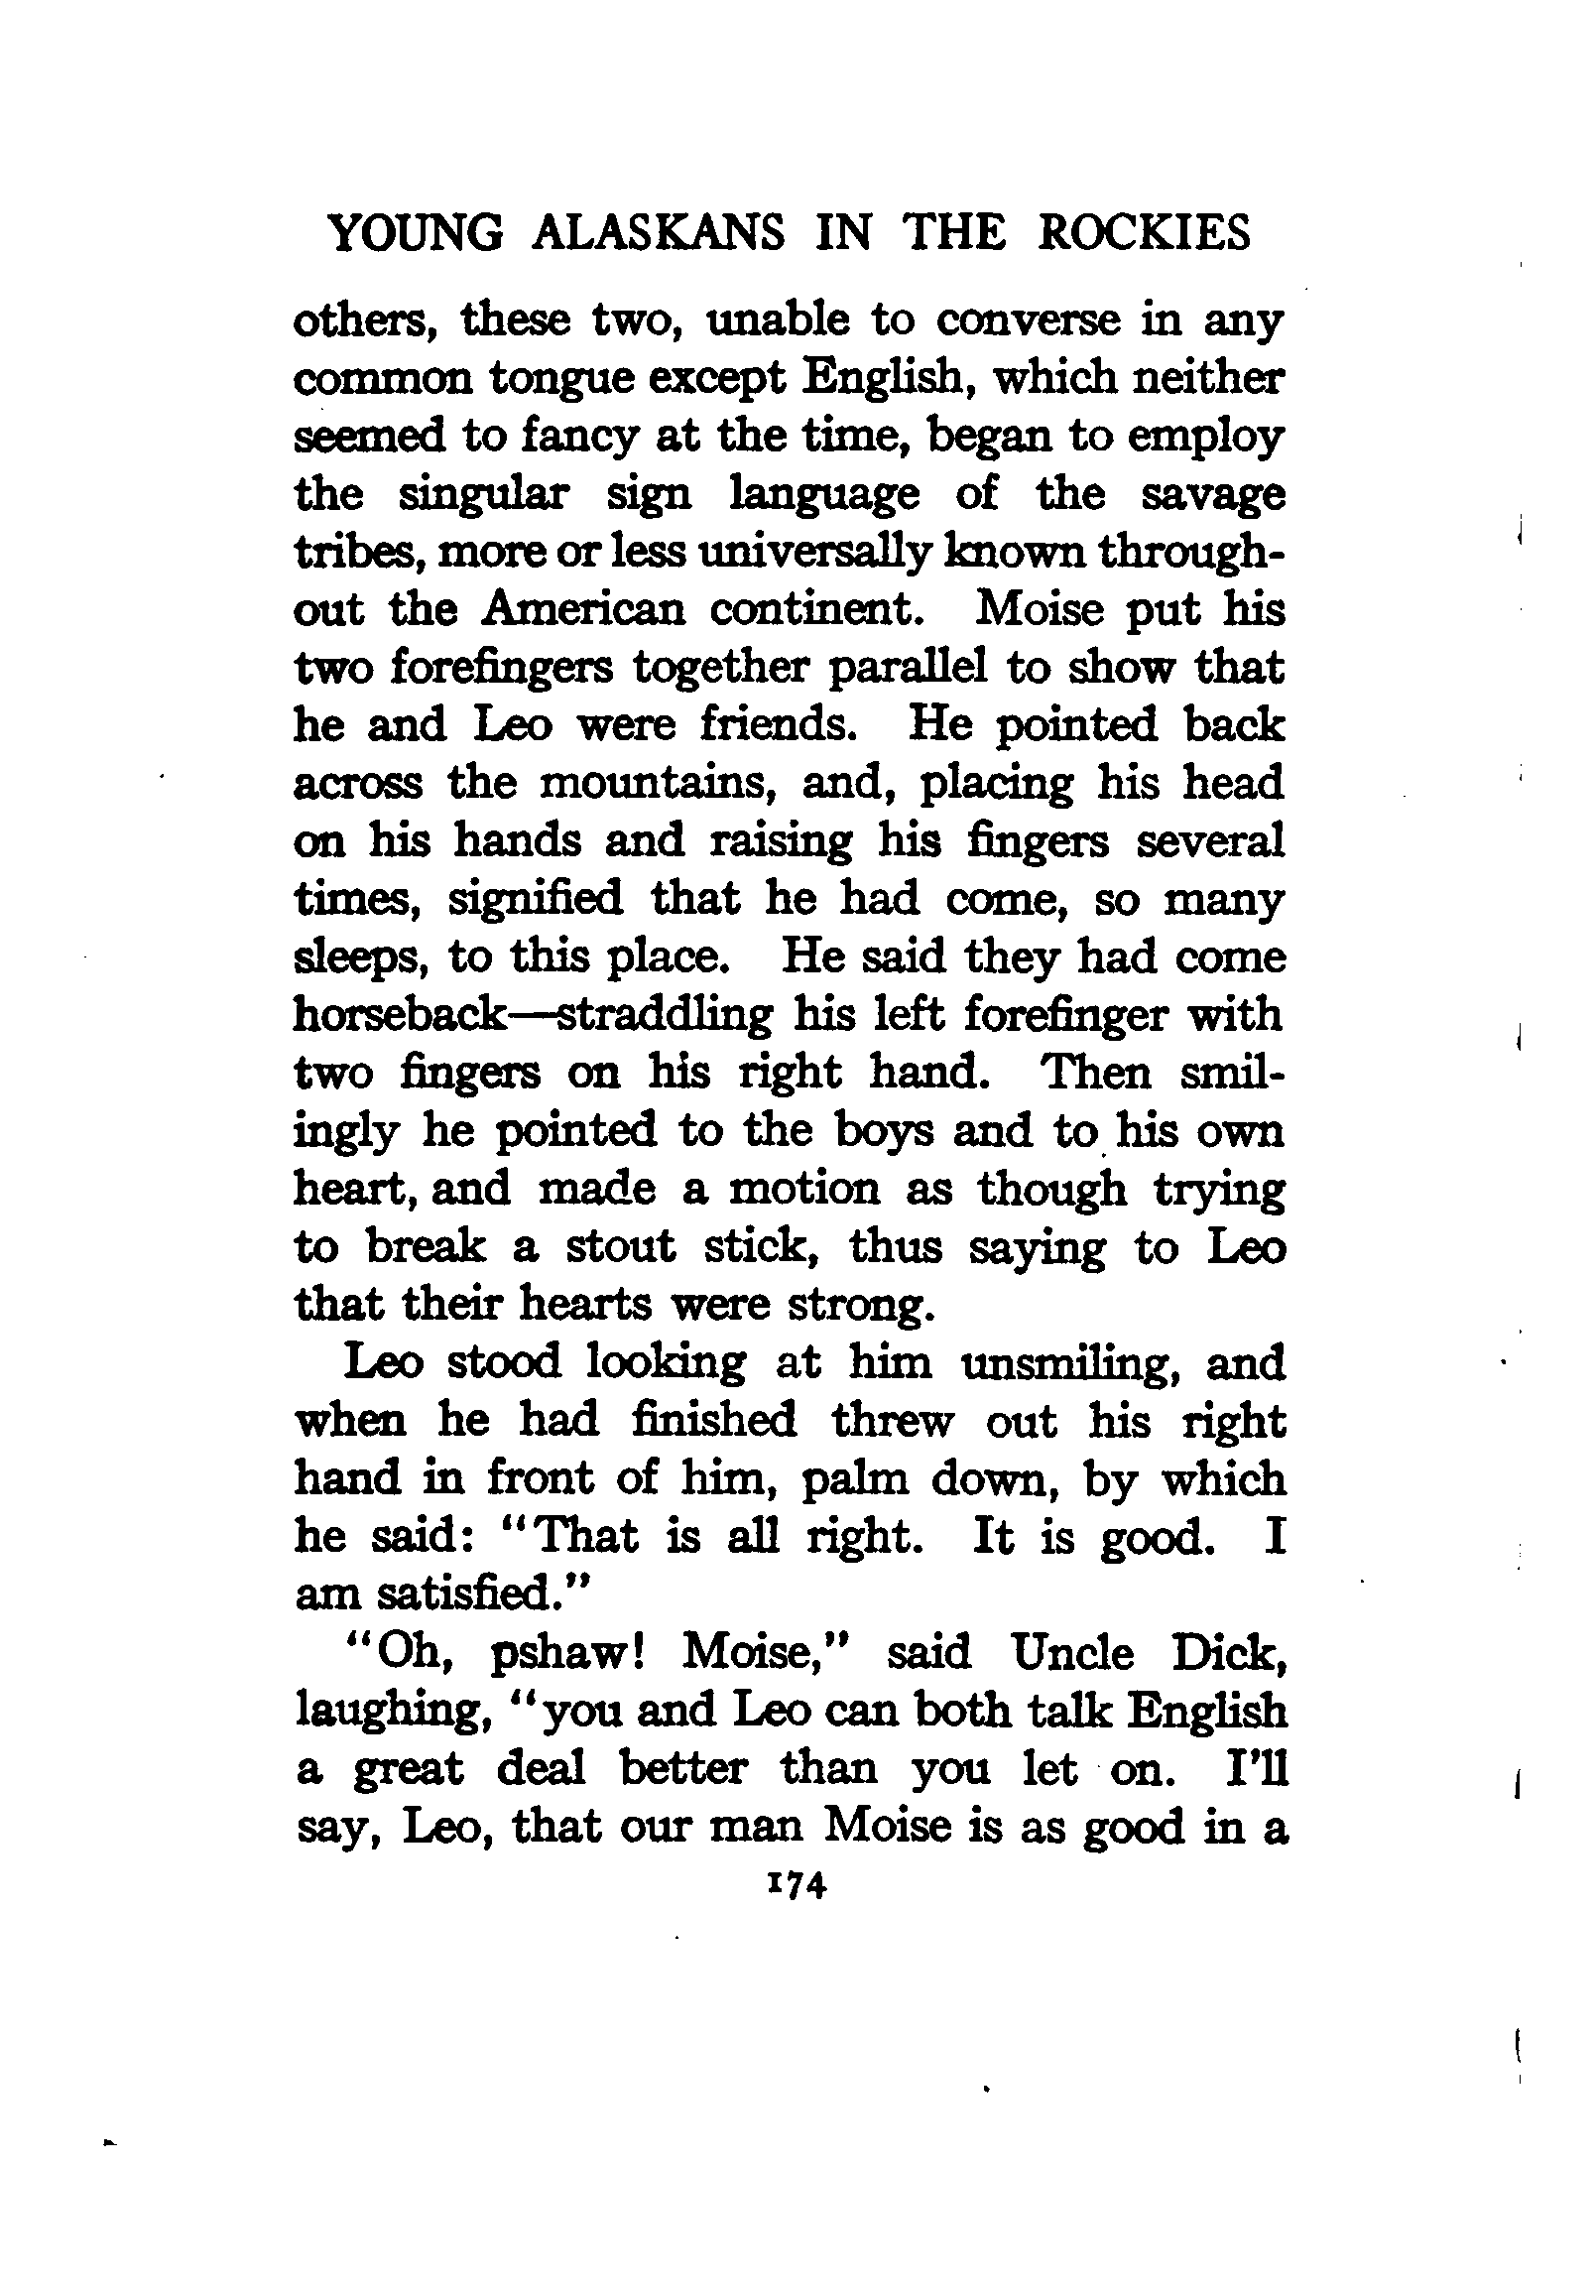 YOUNG ALASKANS IN THE ROCKIES
others, these two, unable to converse in any
common tongue except English, which neither
seemed to fancy at the time, began to employ
the singular sign language of the savage
tribes, more or less universally known through-
out the American continent. Moise put his
two forefingers together parallel to show that
he and Leo were friends. He pointed back
across the mountains, and, placing his head
on his hands and raising his fingers several
times, signified that he had come, so many
sleeps, to this place. He said they had come
horseback—straddling his left forefinger with
two fingers on his right hand. Then smil-
ingly he pointed to the boys and to his own
heart, and made a motion as though trying
to break a stout stick, thus saying to Leo
that their hearts were strong.
Leo stood looking at him unsmiling, and
when he had finished threw out his right
hand in front of him, palm down, by which
he said: "That is all right. It is good. I
am satisfied."
"Oh, pshaw! Moise," said Uncle Dick,
laughing, "you and Leo can both talk English
a great deal better than you let on. I'll
say, Leo, that our man Moise is as good in a
174